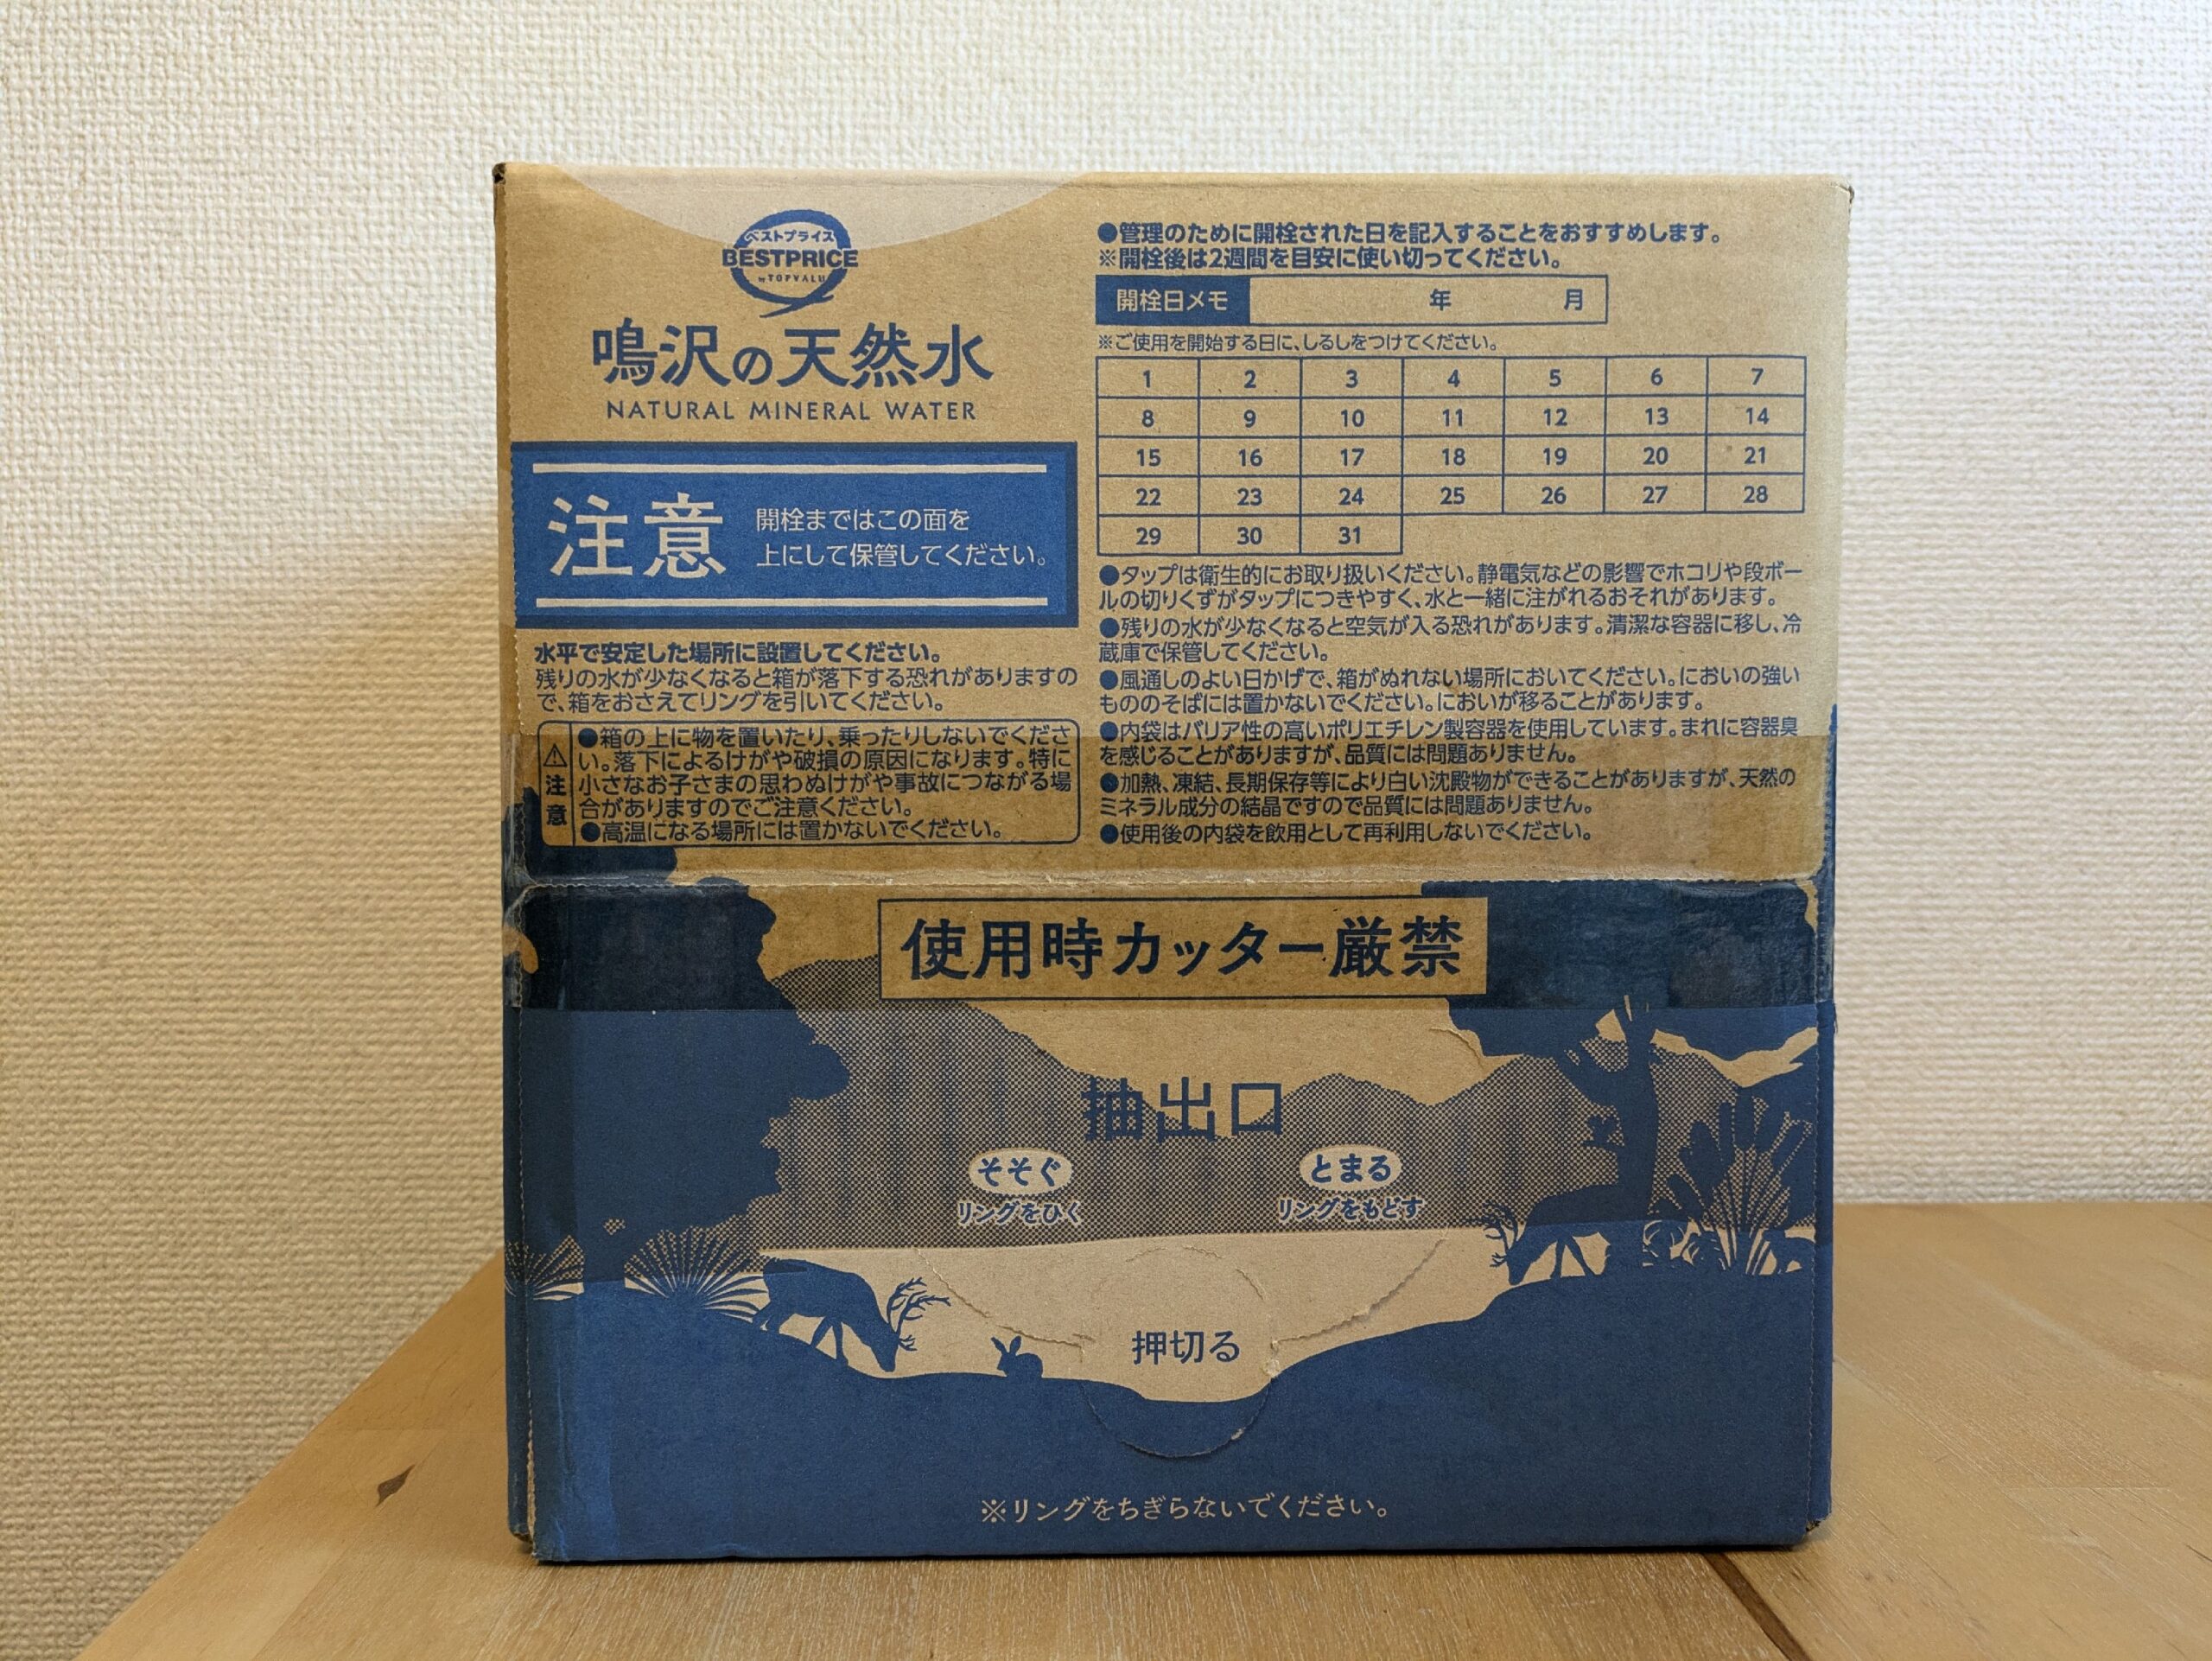 ベストプライス
BESTPRICE
by TOPVALU
鳴沢の天然水
NATURAL MINERAL WATER
注意
開栓まではこの面を
上にして保管してください。
水平で安定した場所に設置してください。
残りの水が少なくなると箱が落下する恐れがありますの
で、箱をおさえてリングを引いてください。
注意
●箱の上に物を置いたり、乗ったりしないでくださ
い。落下によるけがや破損の原因になります。特に
小さなお子さまの思わぬけがや事故につながる場
合がありますのでご注意ください。
●高温になる場所には置かないでください。
●管理のために開栓された日を記入することをおすすめします。
※開栓後は2週間を目安に使い切ってください。
開栓日メモ 年 月
※ご使用を開始する日に、しるしをつけてください。
1 2 3 4 5 6 7
8 9 10 11 12 13 14
15 16 17 18 19 20 21
22 23 24 25 26 27 28
29 30 31
●タップは衛生的にお取り扱いください。静電気などの影響でホコリや段ボー
ルの切りくずがタップにつきやすく、水と一緒に注がれるおそれがあります。
●残りの水が少なくなると空気が入る恐れがあります。清潔な容器に移し、冷
蔵庫で保管してください。
●風通しのよい日かげで、箱がぬれない場所においてください。においの強い
もののそばには置かないでください。においが移ることがあります。
●内袋はバリア性の高いポリエチレン製容器を使用しています。まれに容器臭
を感じることがありますが、品質には問題ありません。
●加熱、凍結、長期保存等により白い沈殿物ができることがありますが、天然の
ミネラル成分の結晶ですので品質には問題ありません。
●使用後の内袋を飲用として再利用しないでください。
使用時カッター厳禁
抽出口
そそぐ
リングをひく
とまる
リングをもどす
押切る
※リングをちぎらないでください。